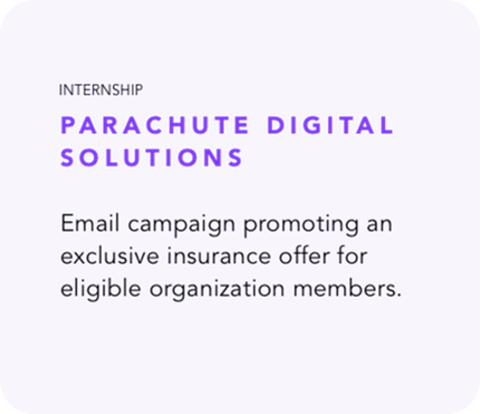 INTERNSHIP
PARACHUTE DIGITAL
SOLUTIONS
Email campaign promoting an
exclusive insurance offer for
eligible organization members.